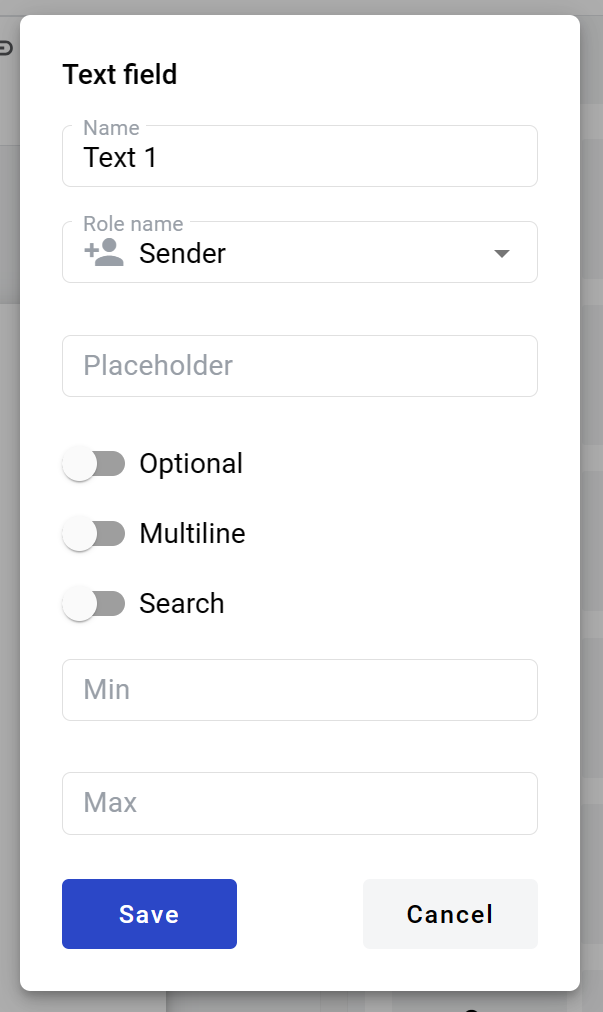 Text field
Name
Text 1
Role name
Sender
Placeholder
Optional
Multiline
Search
Min
Max
Save Cancel